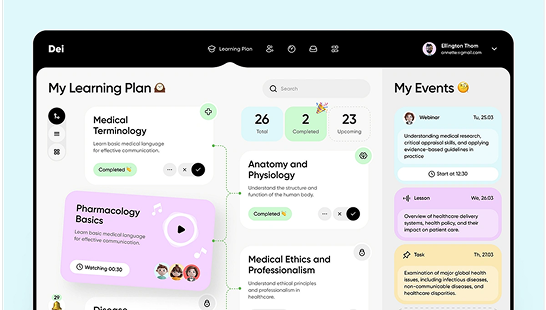 Dei
Learning Plan
Ellington Thom
My Learning Plan
Search
My Events
Medical
Terminology
Learn basic medical language
for effective communication.
Completed
26
Total
2
Completed
23
Upcoming
Anatomy and
Physiology
Understand the structure and
function of the human body.
Completed
Pharmacology
Basics
Learn basic medical language
for effective communication.
Watching 00:30
Medical Ethics and
Professionalism
Understand ethical principles
and professionalism in
healthcare.
29
Disease
Webinar
Tu, 25.03
Understanding medical research,
critical appraisal skills, and applying
evidence-based guidelines in
practice
Start at 12:30
Lesson
We, 26.03
Overview of healthcare delivery
systems, health policy, and their
impact on patient care.
Task
Th, 27.03
Examination of major global health
issues, including infectious diseases,
non-communicable diseases, and
healthcare disparities.